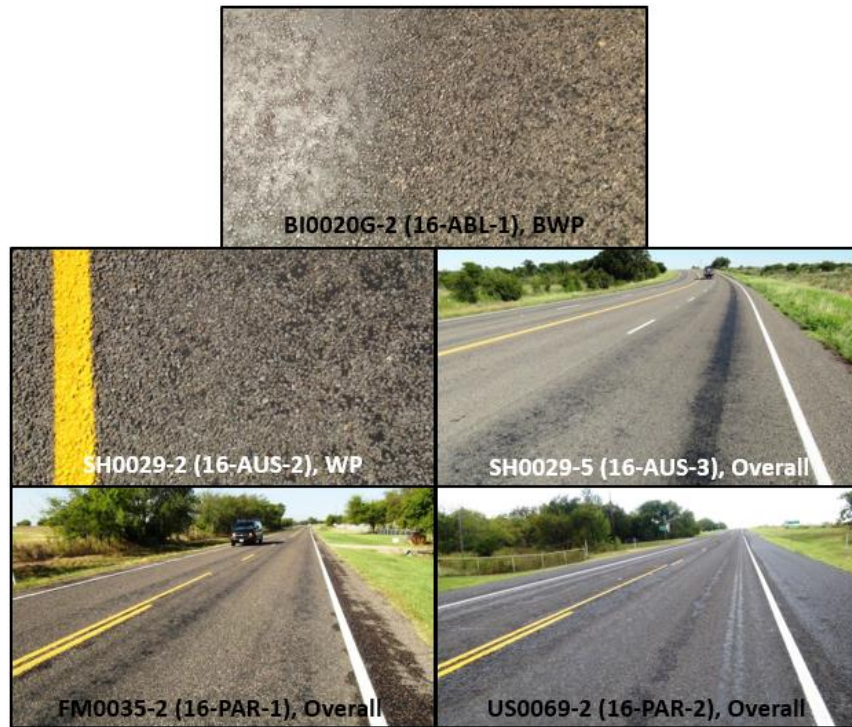 BI0020G-2 (16-ABL-1), BWP
SH0029-2 (16-AUS-2), WP
SH0029-5 (16-AUS-3), Overall
FM0035-2 (16-PAR-1), Overall
US0069-2 (16-PAR-2), Overall